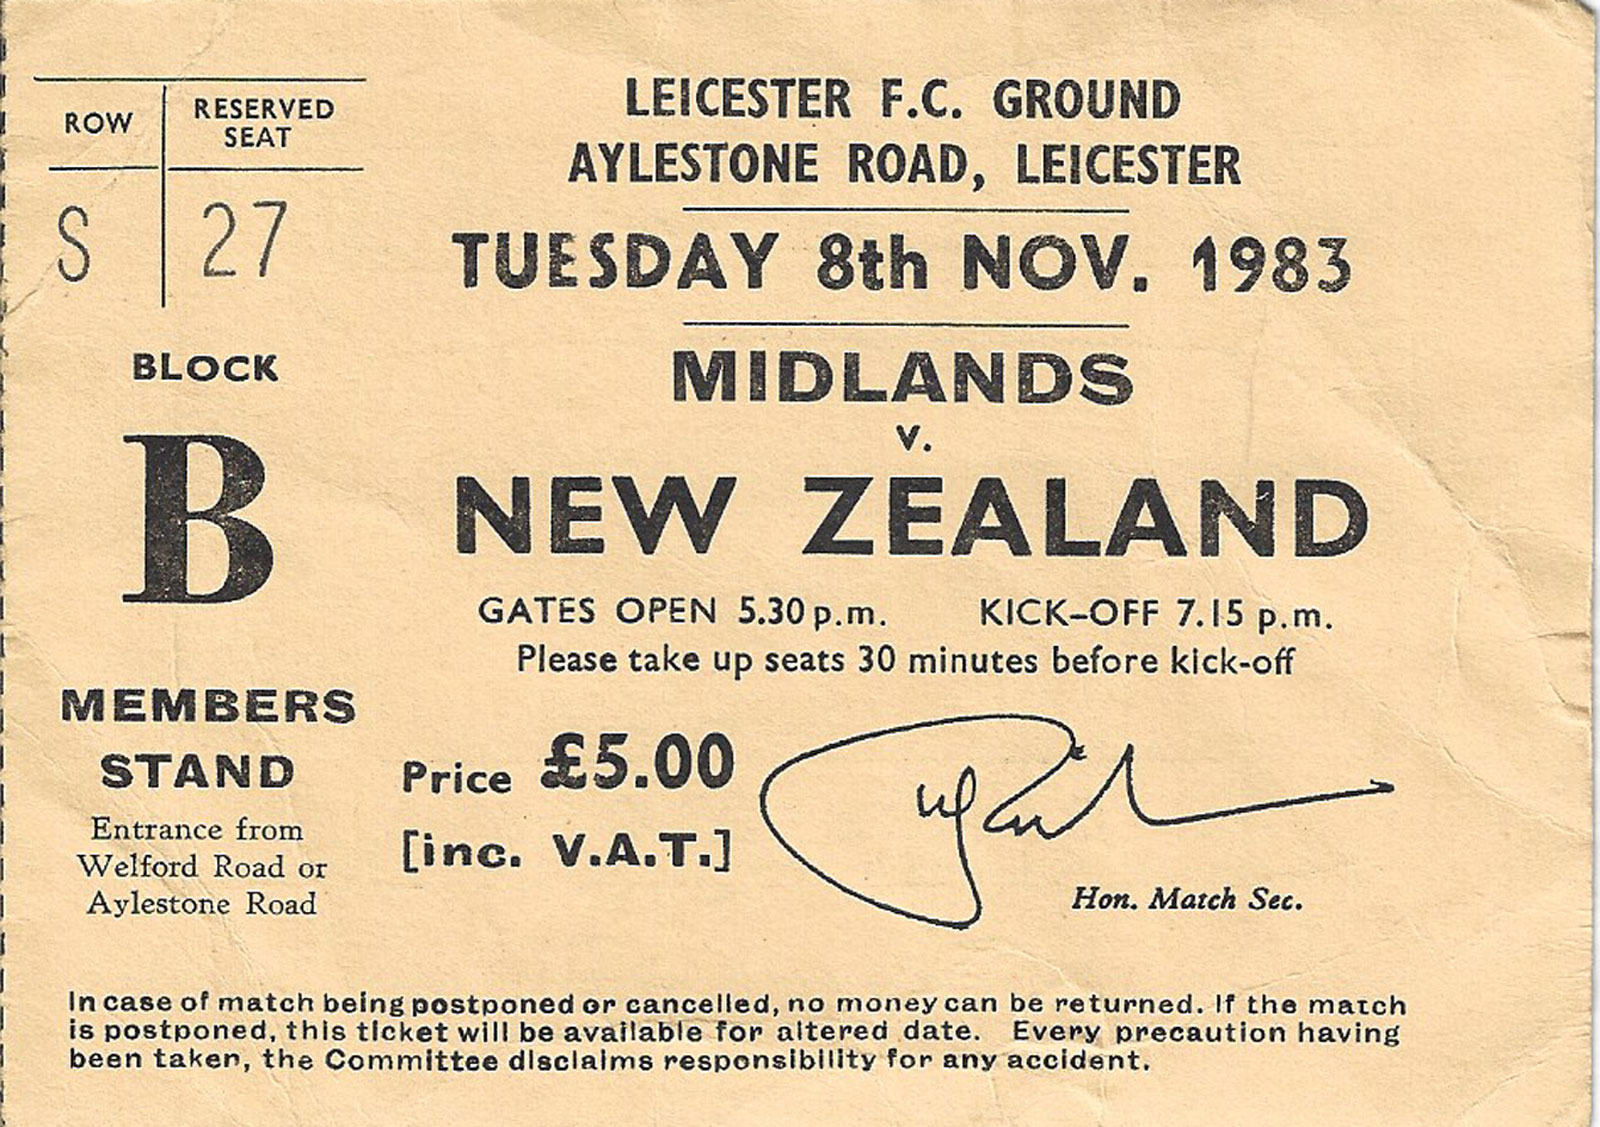 ROW
RESERVED
SEAT
S
27
BLOCK
B
MEMBERS
STAND
Entrance from
Welford Road or
Aylestone Road
LEICESTER F.C. GROUND
AYLESTONE ROAD, LEICESTER
TUESDAY 8th NOV. 1983
MIDLANDS
v.
NEW ZEALAND
GATES OPEN 5.30 p.m. KICK-OFF 7.15 p.m.
Please take up seats 30 minutes before kick-off
Price £5.00
[inc. V.A.T.]
Hon. Match Sec.
In case of match being postponed or cancelled, no money can be returned. If the match
is postponed, this ticket will be available for altered date. Every precaution having
been taken, the Committee disclaims responsibility for any accident.